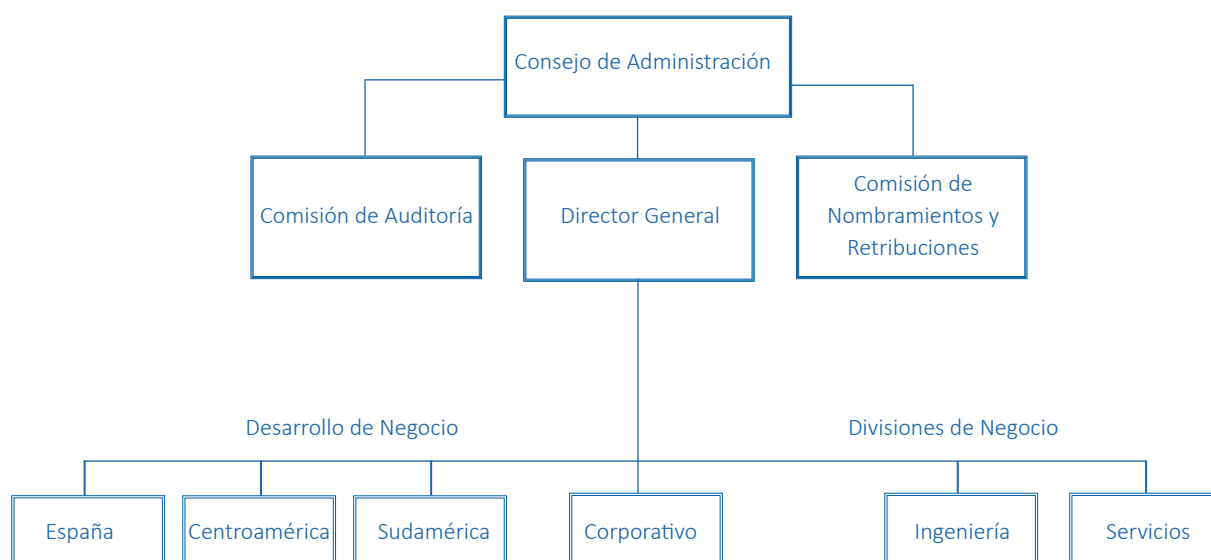 Consejo de Administración
Comisión de Auditoría
Director General
Comisión de
Nombramientos y
Retribuciones
Desarrollo de Negocio
Divisiones de Negocio
España
Centroamérica
Sudamérica
Corporativo
Ingeniería
Servicios